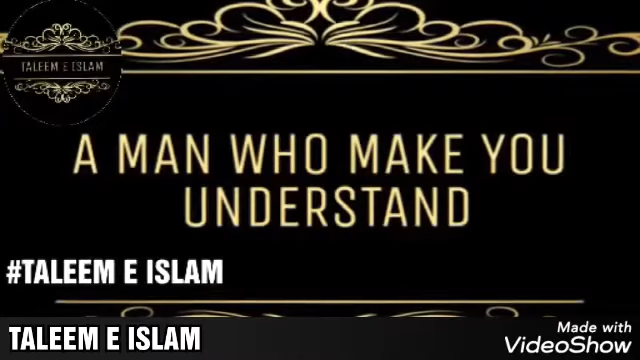 TALEEM E ISLAM
A MAN WHO MAKE YOU
UNDERSTAND
#TALEEM E ISLAM
TALEEM E ISLAM
Made with
VideoShow